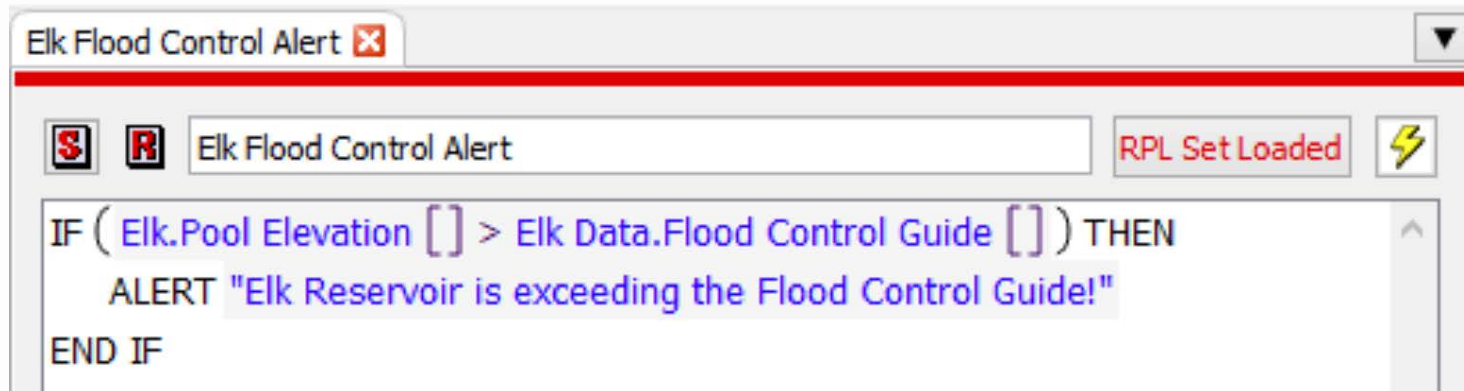 Elk Flood Control Alert
S R Elk Flood Control Alert RPL Set Loaded
IF ( Elk.Pool Elevation [] > Elk Data.Flood Control Guide [] ) THEN
ALERT "Elk Reservoir is exceeding the Flood Control Guide!"
END IF